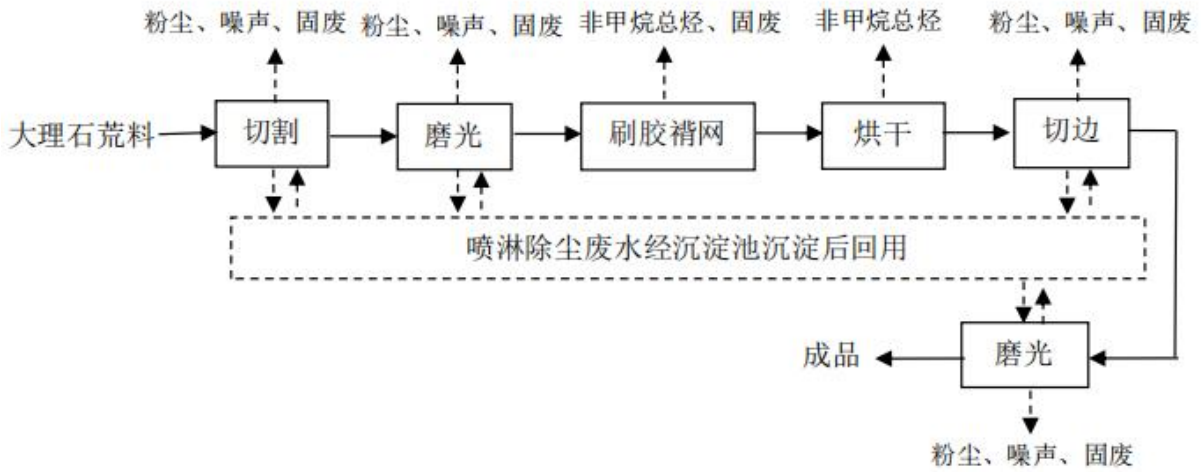 粉尘、噪声、固废
粉尘、噪声、固废
非甲烷总烃、固废
非甲烷总烃
粉尘、噪声、固废
大理石荒料
切割
磨光
刷胶褙网
烘干
切边
喷淋除尘废水经沉淀池沉淀后回用
成品
磨光
粉尘、噪声、固废